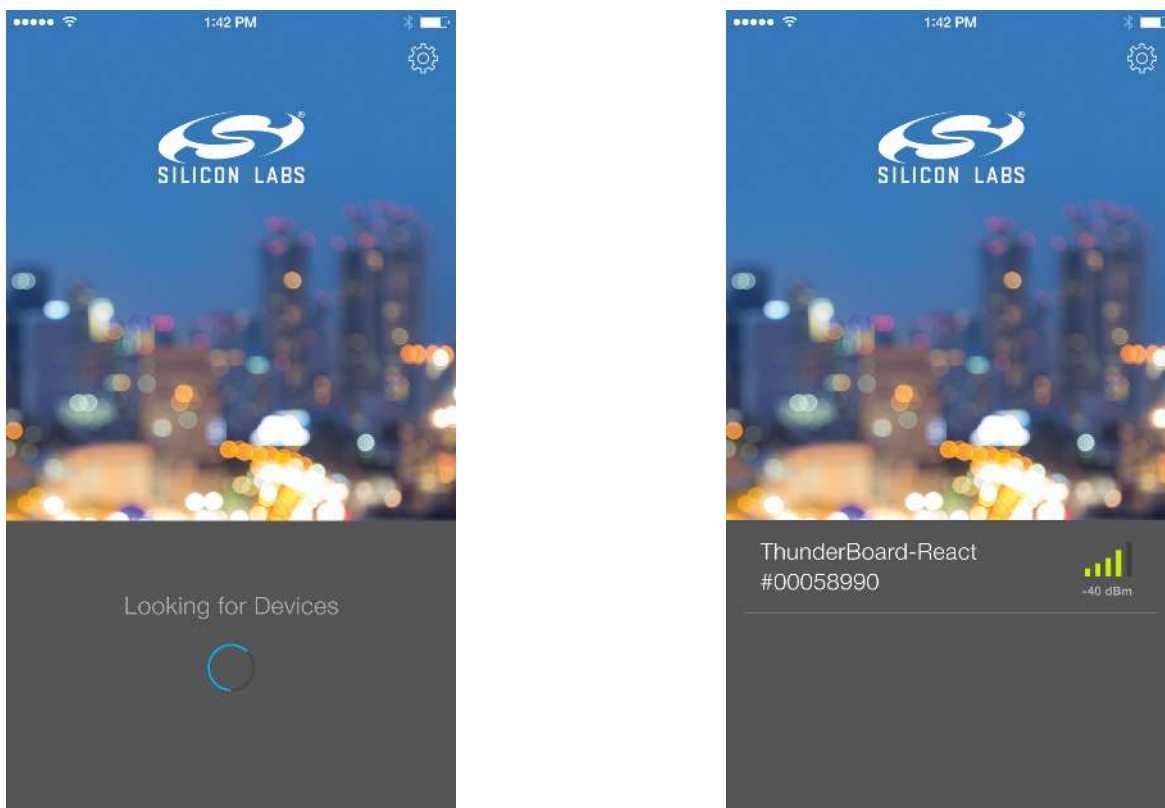 1:42 PM
SILICON LABS
®
Looking for Devices
1:42 PM
SILICON LABS
®
ThunderBoard-React
#00058990
-40 dBm